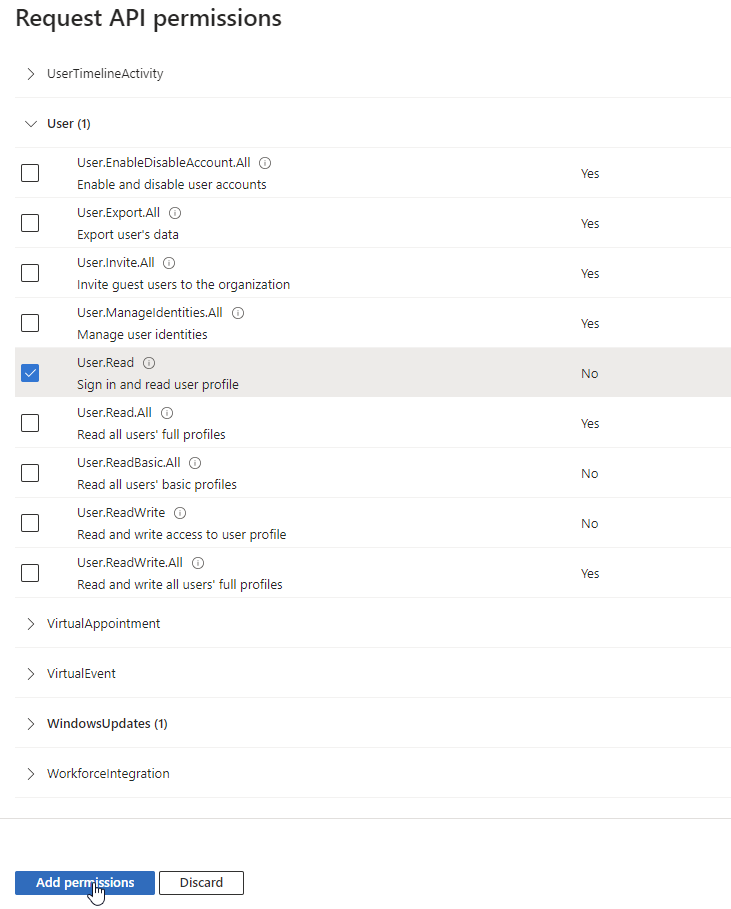 Request API permissions
UserTimelineActivity
User (1)
User.EnableDisableAccount.All
Enable and disable user accounts
Yes
User.Export.All
Export user's data
Yes
User.Invite.All
Invite guest users to the organization
Yes
User.ManageIdentities.All
Manage user identities
Yes
User.Read
Sign in and read user profile
No
User.Read.All
Read all users' full profiles
Yes
User.ReadBasic.All
Read all users' basic profiles
No
User.ReadWrite
Read and write access to user profile
No
User.ReadWrite.All
Read and write all users' full profiles
Yes
VirtualAppointment
VirtualEvent
WindowsUpdates (1)
WorkforceIntegration
Add permissions
Discard